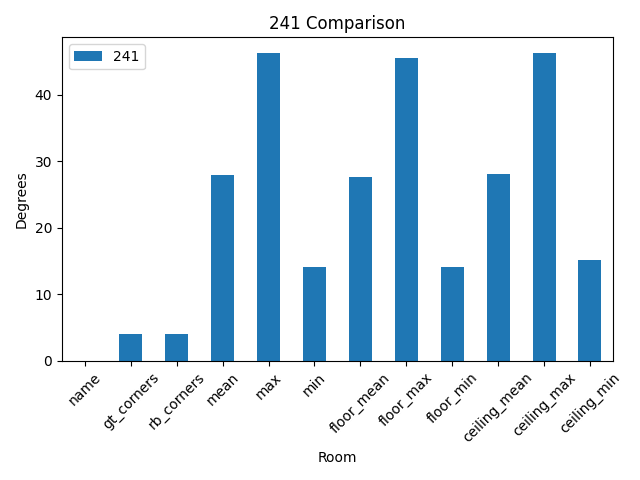 241 Comparison
241
Degrees
40
30
20
10
0
name
gt_corners
rb_corners
mean
max
min
floor_mean
floor_max
floor_min
ceiling_mean
ceiling_max
ceiling_min
Room